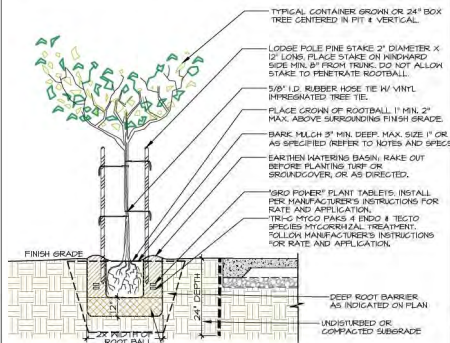 TYPICAL CONTAINER GROWN OR 24" BOX
TREE CENTERED IN PIT & VERTICAL.
LODGE POLE PINE STAKE 2" DIAMETER X
12' LONG, PLACE STAKE ON WINDWARD
SIDE MIN. 8" FROM TRUNK. DO NOT ALLOW
STAKE TO PENETRATE ROOTBALL.
5/8" I.D. RUBBER HOSE TIE W/ VINYL
IMPREGNATED TREE TIE.
PLACE CROWN OF ROOTBALL 1" MIN. 2"
MAX. ABOVE SURROUNDING FINISH GRADE.
BARK MULCH 3" MIN. DEEP. MAX. SIZE 1" OR
AS SPECIFIED (REFER TO NOTES AND SPECS
EARTHEN WATERING BASIN; RAKE OUT
BEFORE PLANTING TURF OR
GROUNDCOVER, OR AS DIRECTED.
"GRO POWER" PLANT TABLETS. INSTALL
PER MANUFACTURER'S INSTRUCTIONS FOR
RATE AND APPLICATION.
TRI-C MYCO PAKS 4 ENDO & 7ECTO
SPECIES MYCORRHIZAL TREATMENT.
FOLLOW MANUFACTURER'S INSTRUCTIONS
FOR RATE AND APPLICATION.
FINISH GRADE
DEEP ROOT BARRIER
AS INDICATED ON PLAN
12"
24" DEPTH
UNDISTURBED OR
COMPACTED SUBGRADE
2X WIDTH OF
ROOT BALL